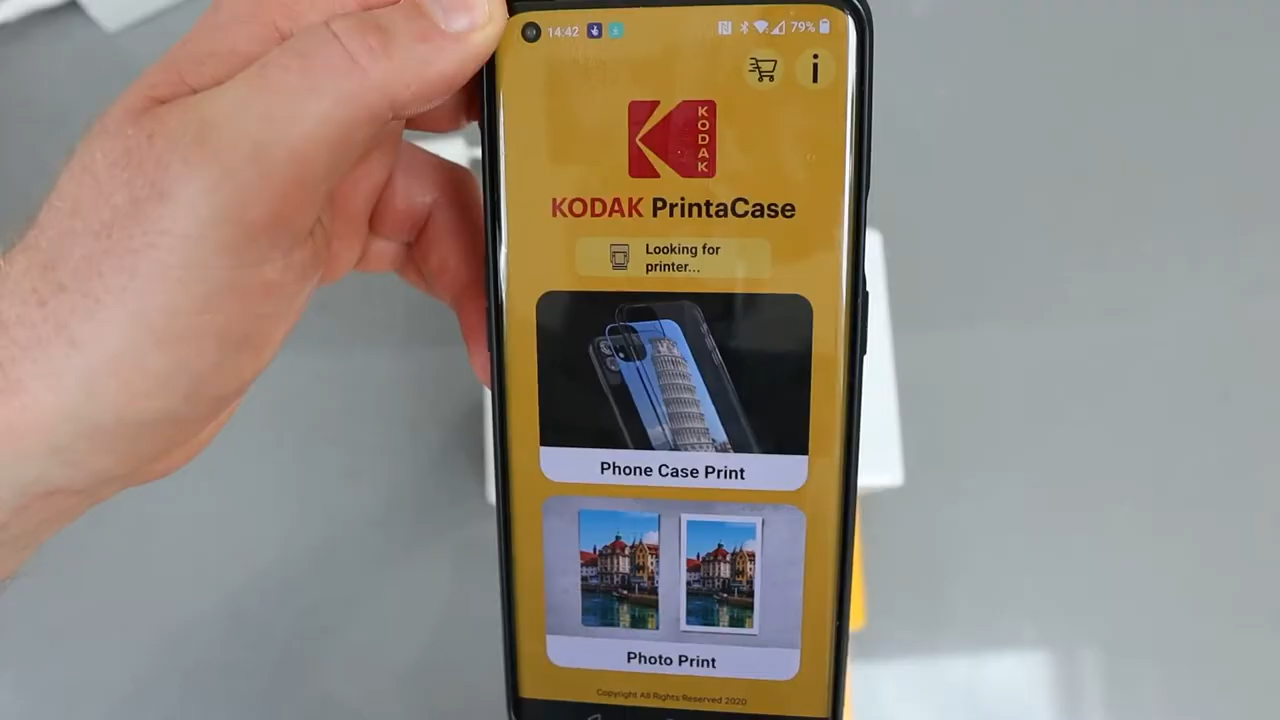 14:42
79%
KODAK
KODAK PrintaCase
Looking for
printer...
Phone Case Print
Photo Print
Copyright All Rights Reserved 2020